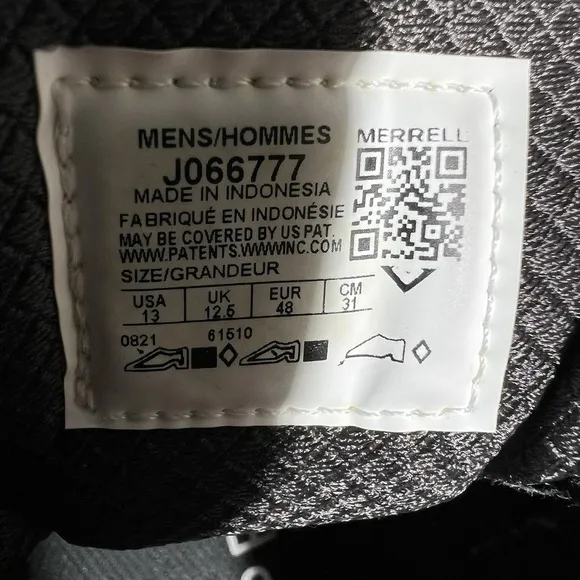 MENS/HOMMES MERRELL
J066777
MADE IN INDONESIA
FABRIQUÉ EN INDONÉSIE
MAY BE COVERED BY US PAT.
WWW.PATENTS.WWWINC.COM
SIZE/GRANDEUR
USA UK EUR CM
13 12.5 48 31
0821 61510